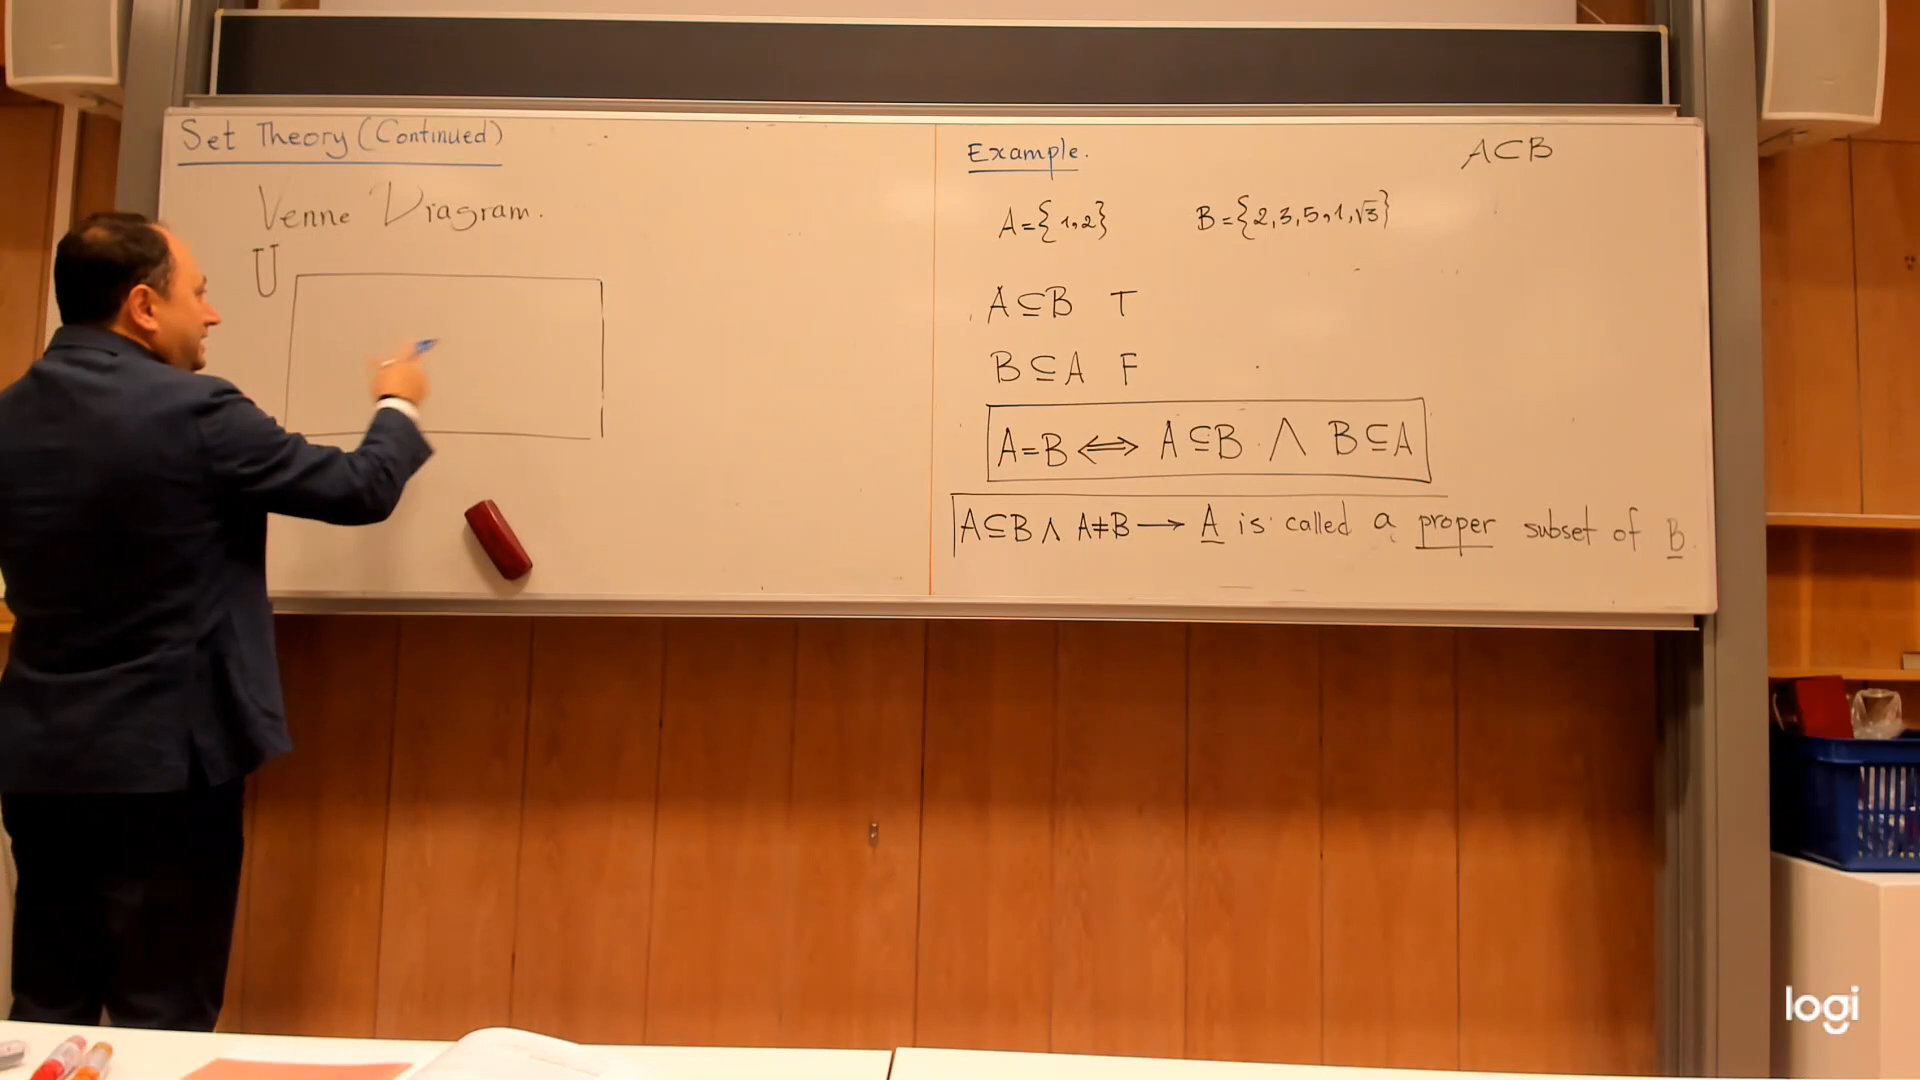 Set Theory (Continued)
Venne Diagram.
U
Example.
A⊂B
A={1,2}
B={2,3,5,1,√3}
A⊆B T
B⊆A F
A=B⟺A⊆B ∧ B⊆A
A⊆B ∧ A≠B → A is called a proper subset of B.
logi